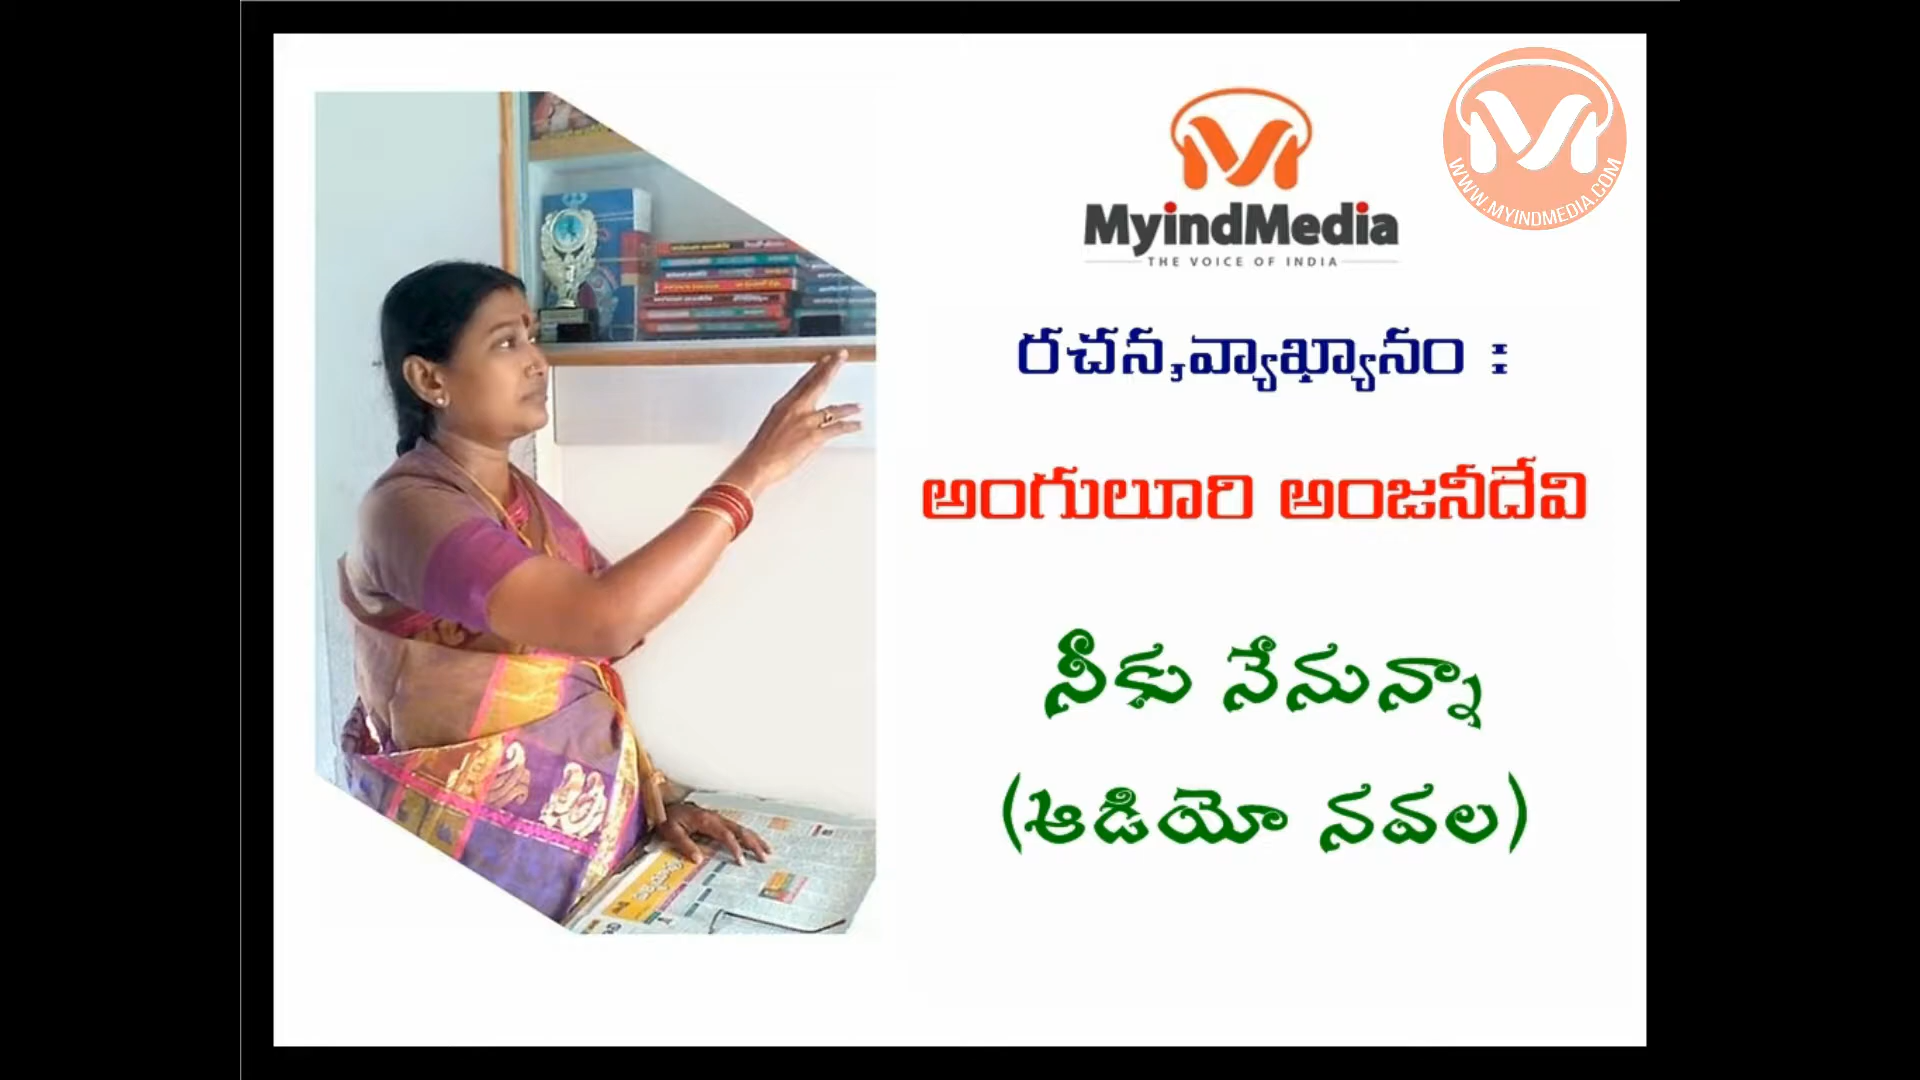 MyindMedia
THE VOICE OF INDIA
WWW.MYINDMEDIA.COM
రచన,వ్యాఖ్యానం :
అంగులూరి అంజనీదేవి
నీకు నేనున్నా
(ఆడియో నవల)